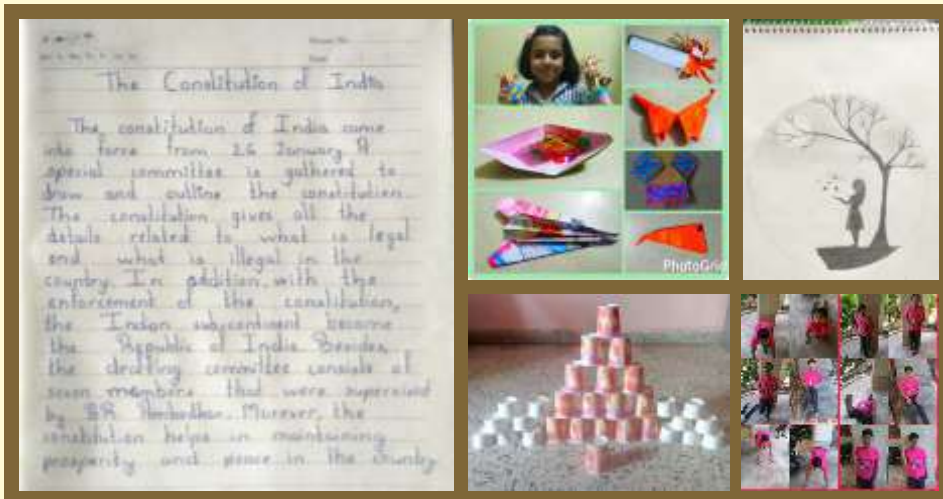 The Constitution of India
The constitution of India came
into force from 26 January A
special committee is gathered to
draw and outline the constitution
The constitution gives all the
details related to what is legal
and what is illegal in the
country. In addition, with the
enforcement of the constitution,
the Indian subcontinent became
the Republic of India Besides,
the drafting committee consists of
seven members that were supervised
by BR Moreover, the
constitution helps in maintaining
prosperity and peace in the country
PhotoGrid